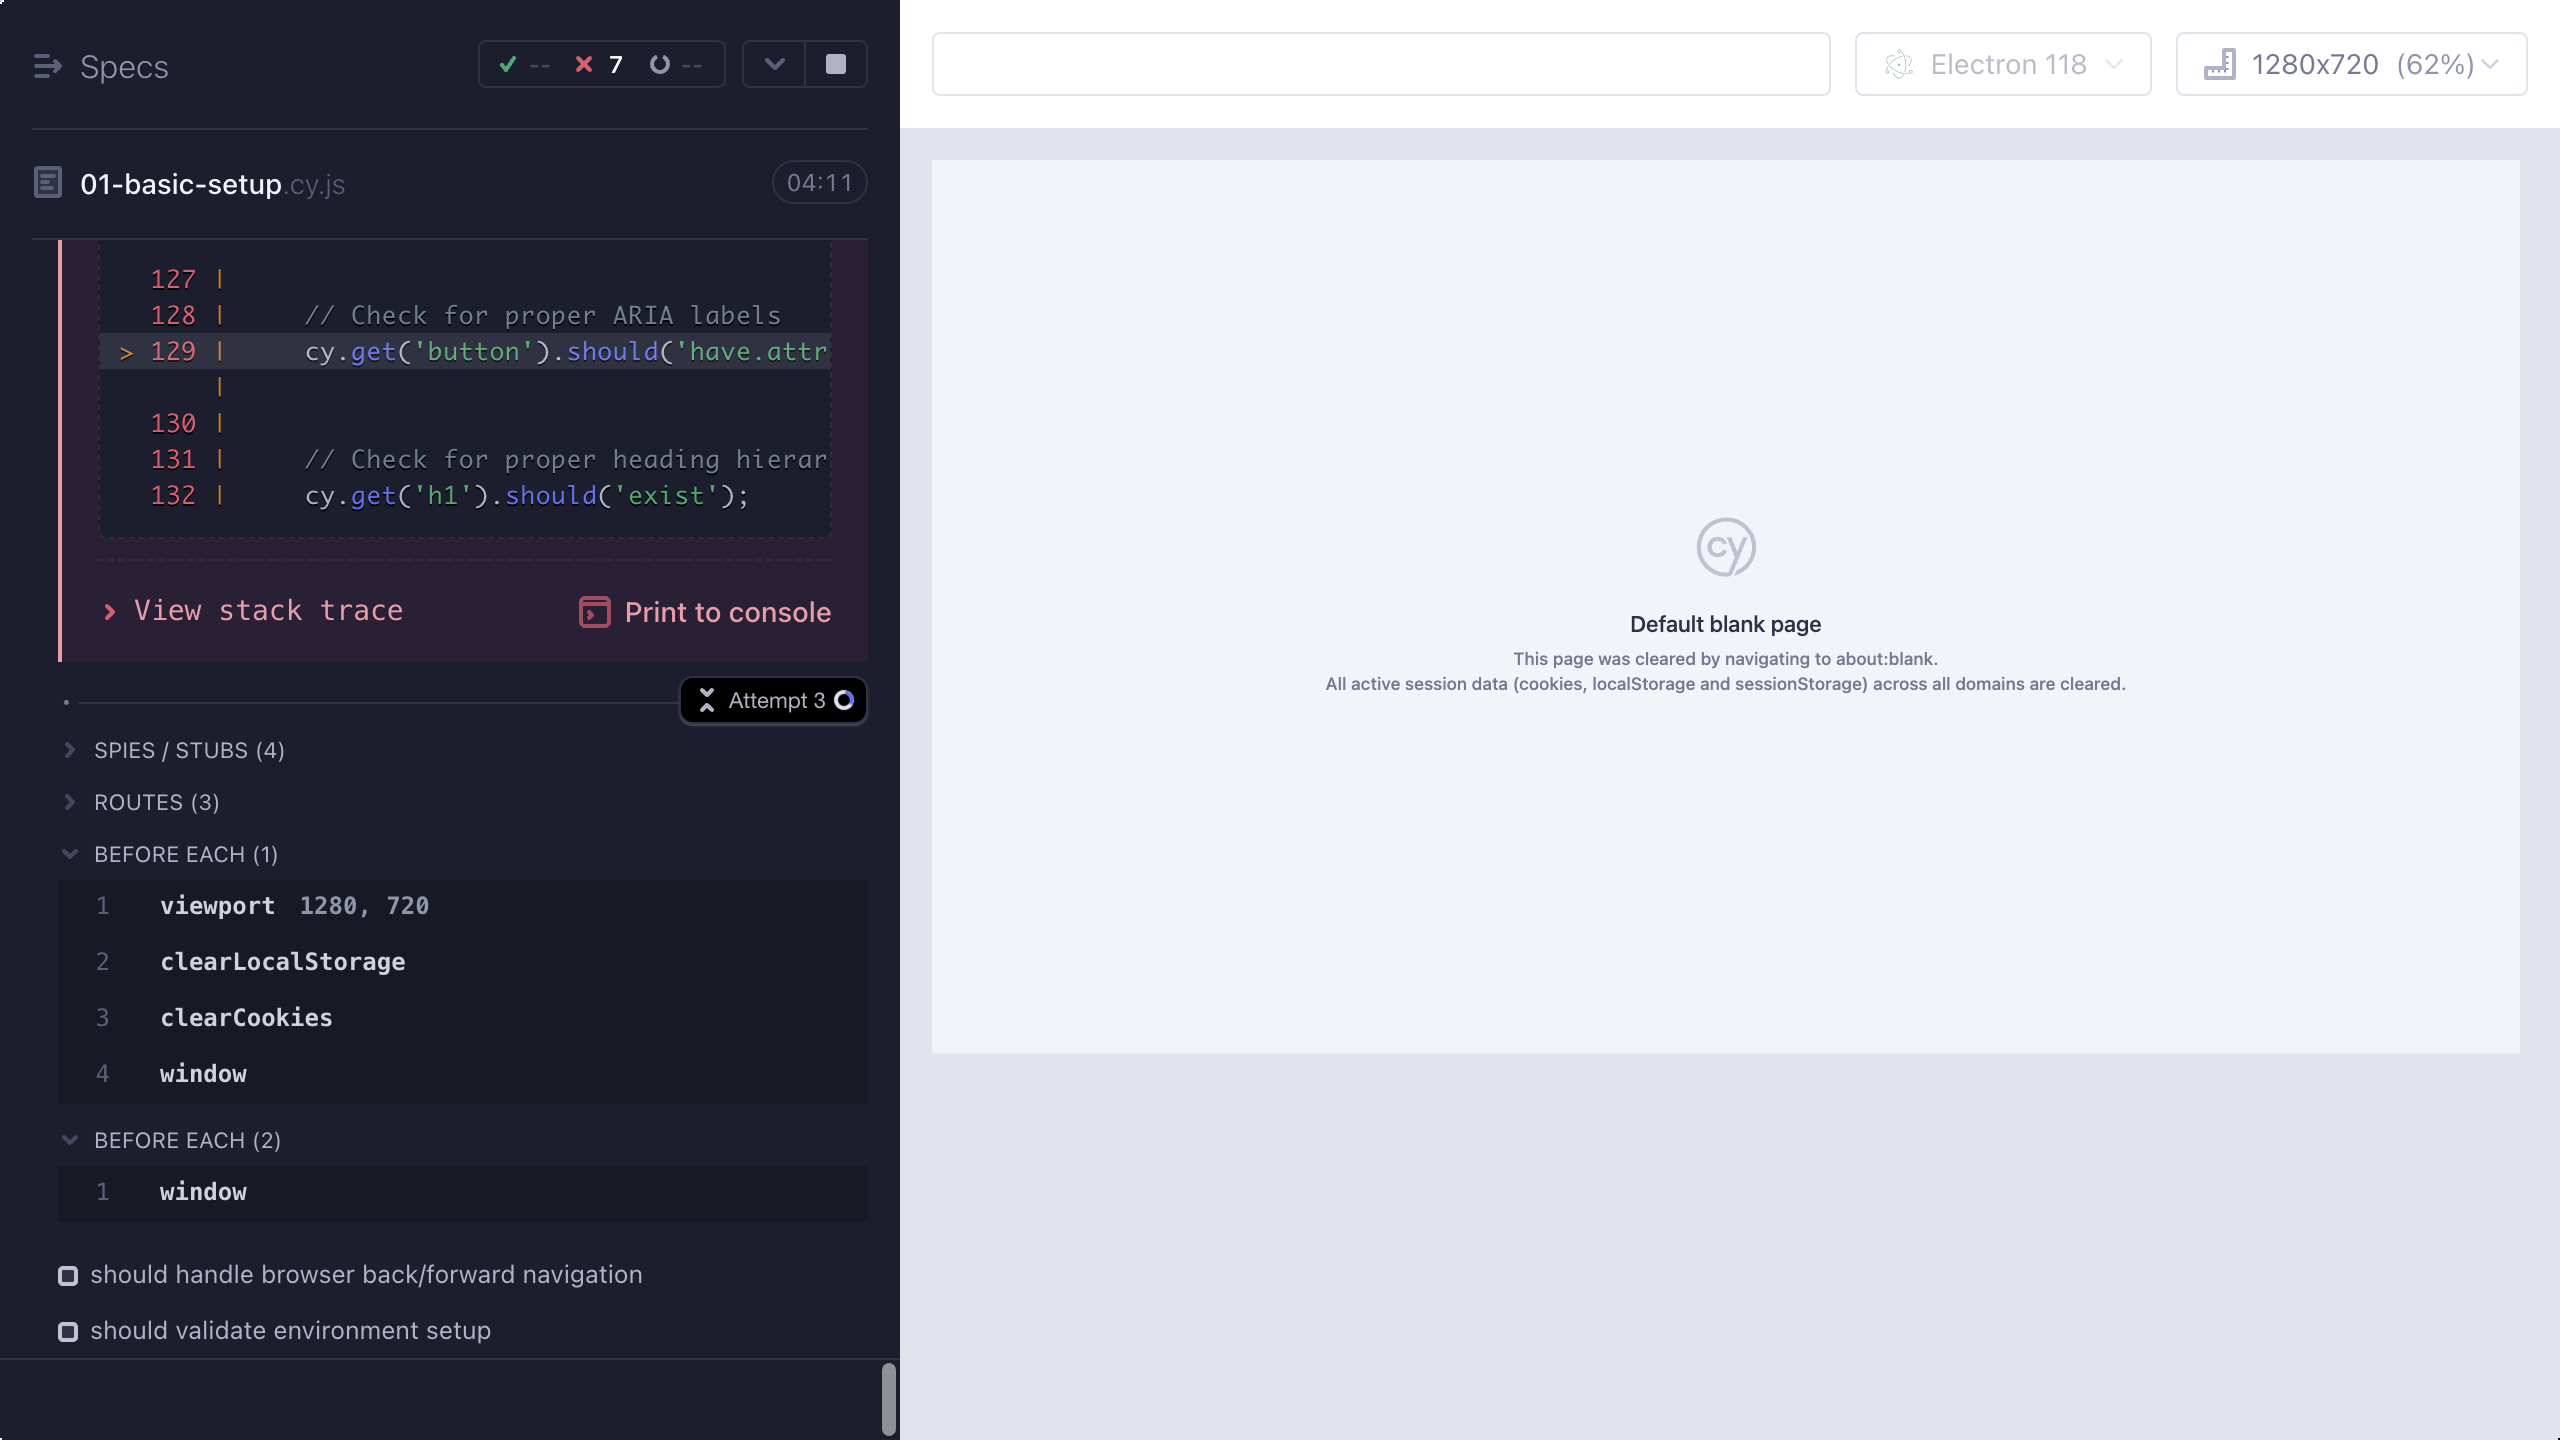 Specs
-- 7 --
01-basic-setup.cy.js
04:11
127 |
128 | // Check for proper ARIA labels
> 129 | cy.get('button').should('have.attr
|
130 |
131 | // Check for proper heading hierar
132 | cy.get('h1').should('exist');
View stack trace
Print to console
Attempt 3
SPIES / STUBS (4)
ROUTES (3)
BEFORE EACH (1)
1 viewport 1280, 720
2 clearLocalStorage
3 clearCookies
4 window
BEFORE EACH (2)
1 window
should handle browser back/forward navigation
should validate environment setup
Electron 118
1280x720 (62%)
cy
Default blank page
This page was cleared by navigating to about:blank.
All active session data (cookies, localStorage and sessionStorage) across all domains are cleared.